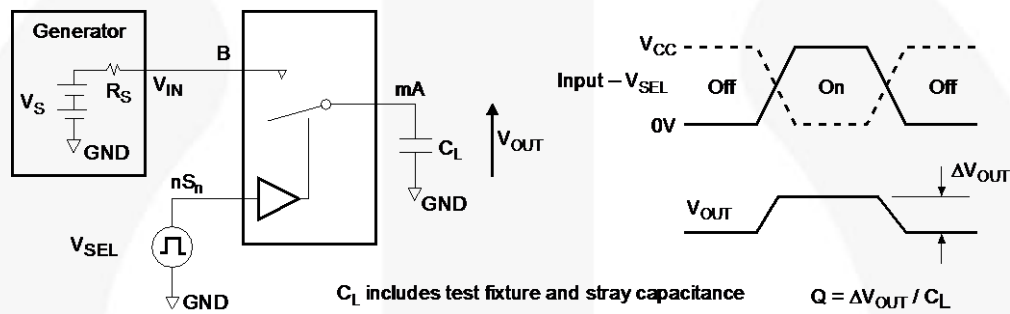 Generator
B
R_S
V_IN
V_S
GND
mA
C_L
V_OUT
GND
nS_n
V_SEL
GND
C_L includes test fixture and stray capacitance
V_CC
Input – V_SEL
Off
On
Off
0V
V_OUT
ΔV_OUT
Q = ΔV_OUT / C_L